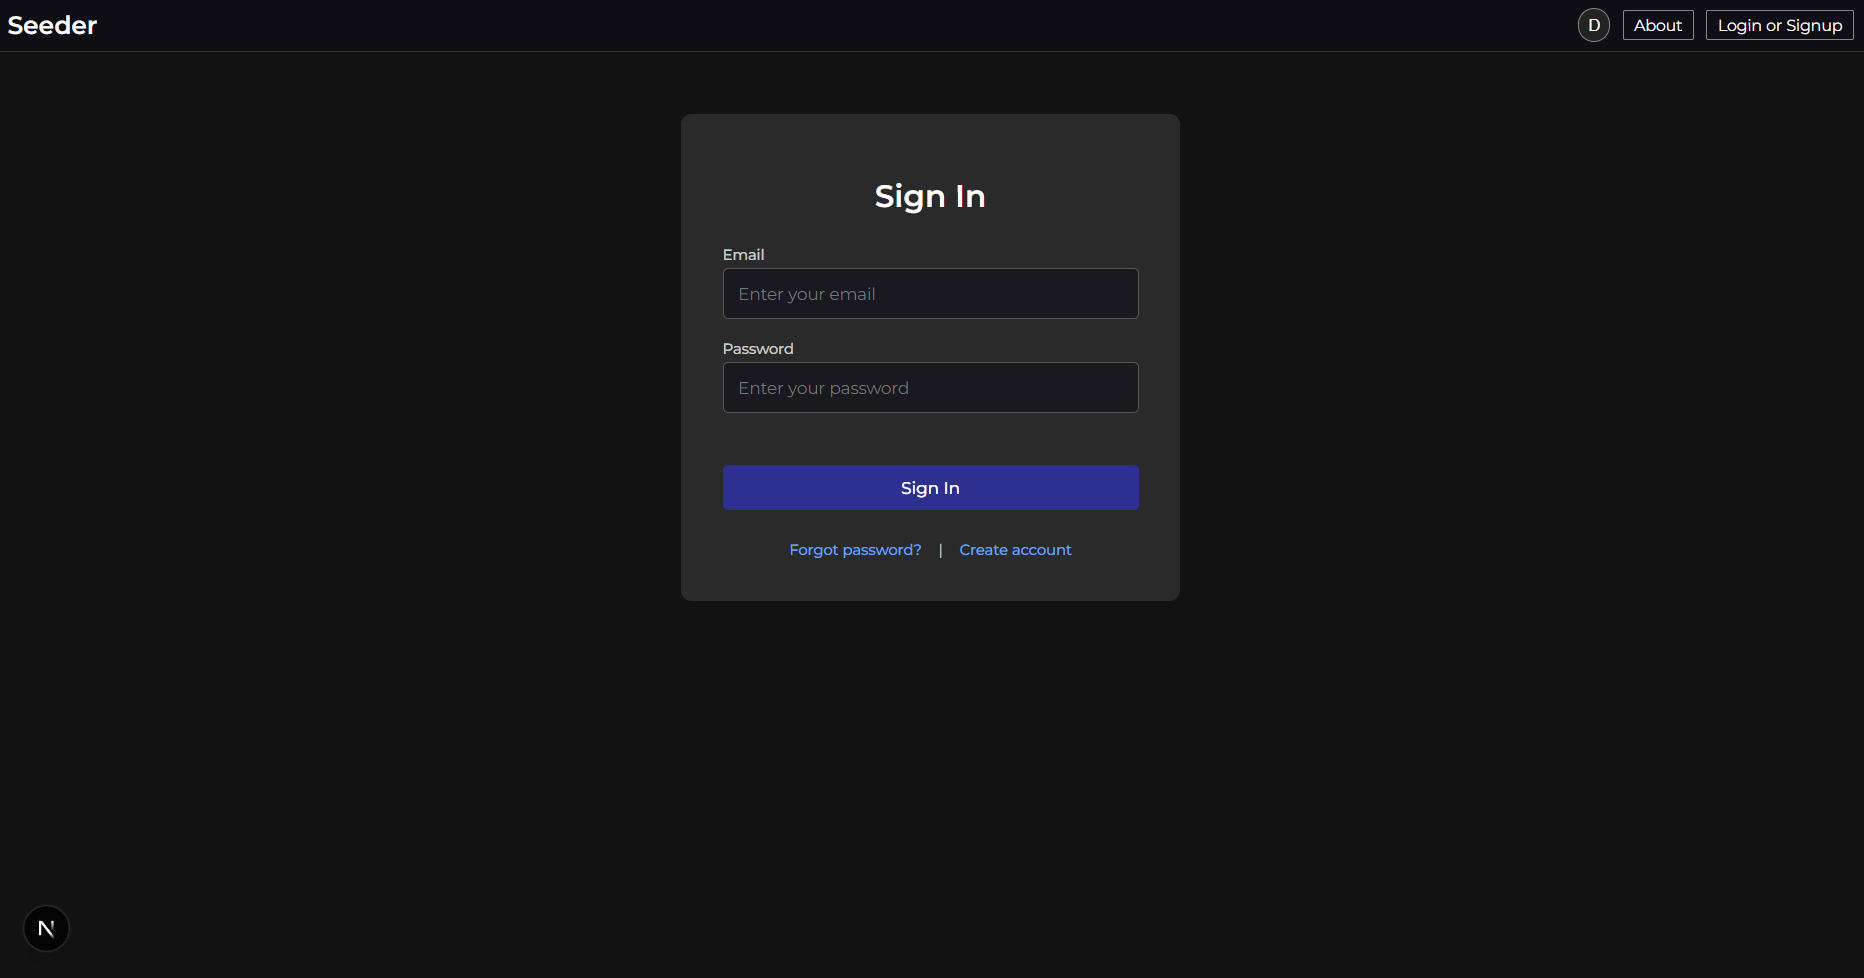 Seeder
D
About
Login or Signup
Sign In
Email
Enter your email
Password
Enter your password
Sign In
Forgot password? | Create account
N